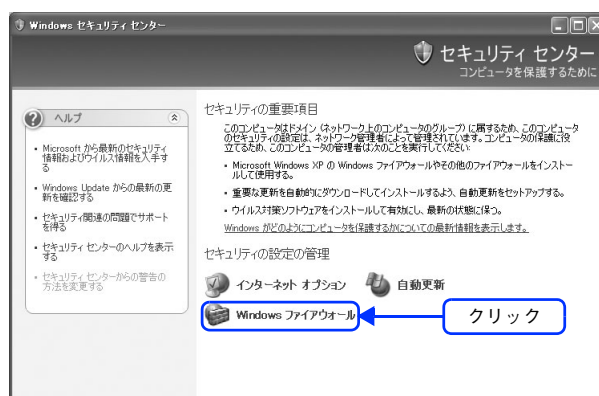 Windows セキュリティ センター
セキュリティ センター
コンピュータを保護するために
ヘルプ
• Microsoft から最新のセキュリティ
情報およびウイルス情報を入手す
る
• Windows Update からの最新の更
新を確認する
• セキュリティ関連の問題でサポート
を得る
• セキュリティ センターのヘルプを表示
する
• セキュリティ センターからの警告の
方法を変更する
セキュリティの重要項目
このコンピュータはドメイン (ネットワーク上のコンピュータのグループ) に属するため、このコンピュータ
のセキュリティの設定は、ネットワーク管理者によって管理されています。コンピュータの保護に役
立てるため、このコンピュータの管理者は次のことを実行してください:
• Microsoft Windows XP の Windows ファイアウォールやその他のファイアウォールをインストー
ルして使用する。
• 重要な更新を自動的にダウンロードしてインストールするよう、自動更新をセットアップする。
• ウイルス対策ソフトウェアをインストールして有効にし、最新の状態に保つ。
Windows がどのようにコンピュータを保護するかについての最新情報を表示します。
セキュリティの設定の管理
インターネット オプション
自動更新
Windows ファイアウォール
クリック